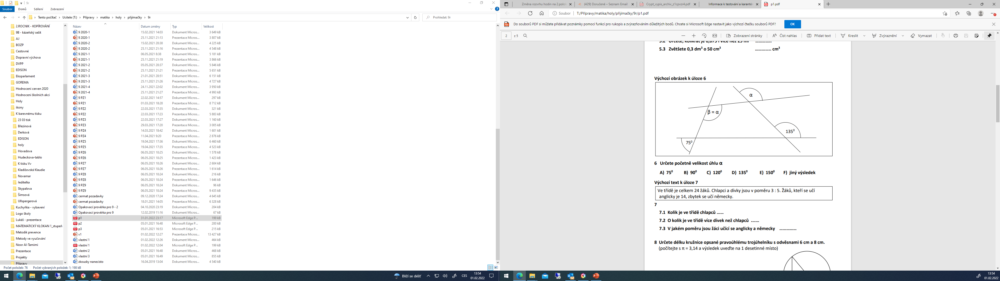 9r
Soubor Domů Sdílení Zobrazení
Tento počítač › Ucitele (T:) › Přípravy › matika › holy › přijímačky › 9r
Prohledat: 9r
2.ROCNIK - KOPÍROVÁNÍ
9B - kázeňský sešit
AJ
BOZP
Cestovné
Dopravní výchova
DVPP
EDISON
Ekoparlament
GOREMA
Hodnoceni cerven 2020
Hodnoceni školních akci
Holy
ikony
K barevnému tisku
23 03 tisk
Březinová
Derková
EDISON
holy
Hovadova
Hudeckova-tablo
K tisku Vv
Kladišovská Klaudie
Novamar
ředitelka
Skypalova
Šimsová
Ullspergerová
Kuchyňka - vybavení
Logo školy
Lukáš - prezentace
MATEMATICKÝ KLOKAN 1_stupeň
Metodik prevence
Metody ve vyučování
Noor Al-Tamimi
Prezentace
Projekty
Přípravy
Název Datum změny Typ Velikost
9 2020-1 15.02.2021 14:03 Dokument Micros... 3 649 kB
9 2020-1 25.11.2021 21:13 Prezentace Micros... 3 807 kB
9 2020-2 15.02.2021 20:38 Dokument Micros... 4 225 kB
9 2020-2 25.11.2021 21:16 Prezentace Micros... 4 548 kB
9 2021-1 06.05.2021 8:38 Dokument Micros... 5 181 kB
9 2021-1 25.11.2021 21:19 Prezentace Micros... 3 866 kB
9 2021-2 05.05.2021 20:37 Dokument Micros... 5 846 kB
9 2021-2 25.11.2021 21:21 Prezentace Micros... 5 651 kB
9 2021-3 21.01.2021 20:51 Dokument Micros... 6 151 kB
9 2021-3 25.11.2021 21:26 Prezentace Micros... 4 727 kB
9 2021-4 24.11.2021 22:02 Dokument Micros... 3 950 kB
9 2021-4 25.11.2021 21:27 Prezentace Micros... 4 993 kB
9 PZ1 22.02.2021 14:57 Dokument Micros... 297 kB
9 PZ1 01.03.2021 18:28 Prezentace Micros... 8 712 kB
9 PZ2 22.03.2021 17:35 Dokument Micros... 321 kB
9 PZ2 22.03.2021 17:23 Prezentace Micros... 5 883 kB
9 PZ3 22.03.2021 17:27 Dokument Micros... 1 160 kB
9 PZ3 29.03.2021 17:20 Prezentace Micros... 3 005 kB
9 PZ4 14.03.2021 18:42 Dokument Micros... 1 601 kB
9 PZ4 11.04.2021 9:20 Prezentace Micros... 2 876 kB
9 PZ5 19.04.2021 17:36 Dokument Micros... 6 460 kB
9 PZ5 19.04.2021 17:35 Prezentace Micros... 4 523 kB
9 PZ6 06.05.2021 10:25 Dokument Micros... 1 578 kB
9 PZ6 06.05.2021 10:25 Prezentace Micros... 1 423 kB
9 PZ7 06.05.2021 10:26 Dokument Micros... 2 604 kB
9 PZ7 06.05.2021 10:26 Prezentace Micros... 1 614 kB
9 PZ8 06.05.2021 10:24 Dokument Micros... 216 kB
9 PZ8 06.05.2021 10:24 Prezentace Micros... 1 646 kB
9 PZ9 06.05.2021 10:24 Dokument Micros... 96 kB
9 PZ9 06.05.2021 10:24 Prezentace Micros... 9 435 kB
cermat pozadavky 09.12.2020 17:24 Dokument Micros... 4 645 kB
cermat pozadavky 18.01.2021 14:05 Prezentace Micros... 6 328 kB
Opakovací prověrka pro 9 - 2 04.10.2020 23:19 Dokument Micros... 204 kB
Opakovací prověrka pro 9 12.02.2019 11:16 Dokument Micros... 67 kB
p1 31.01.2022 23:17 Microsoft Edge P... 199 kB
p2 05.01.2021 16:48 Microsoft Edge P... 200 kB
p3 05.01.2021 16:53 Microsoft Edge P... 215 kB
v1 01.02.2022 12:27 Prezentace Micros... 13 427 kB
vlastní 1 01.02.2022 12:26 Dokument Micros... 464 kB
vlastní 1 01.02.2022 12:04 Microsoft Edge P... 199 kB
vlastní 2 05.01.2021 16:48 Dokument Micros... 468 kB
vlastní 3 05.01.2021 16:49 Dokument Micros... 855 kB
zkousky nanecisto 16.04.2019 13:04 Dokument Micros... 4 540 kB
Počet položek: 76 Počet vybraných položek: 1; 198 kB
Blíží se déšť CES 13:54
01.02.2022
Změna rozvrhu hodin na 2.polol (429) Doručené – Seznam Email Crypt_vypis_archiv_z1cpvzr4.pdf Informace k testování a karantén p1.pdf
Soubor T:/Přípravy/matika/holy/přijímačky/9r/p1.pdf
Do souborů PDF si můžete přidávat poznámky pomocí funkcí pro rukopis a zvýrazňováním důležitých bodů. Chcete si Microsoft Edge nastavit jako výchozí čtečku souborů PDF? OK
2 z 5 Zobrazení stránky Číst nahlas Přidat text Kreslit Zvýraznění Vymazat
5.2 Určete, kolikrát je 0,075 l více než 25 ml ..............
5.3 Zvětšete 0,3 dm³ o 50 cm³ .............. cm³
Výchozí obrázek k úloze 6
α
β = α
135⁰
75⁰
6 Určete početně velikost úhlu α
A) 75⁰ B) 90⁰ C) 120⁰ D) 135⁰ E) 150⁰ F) jiný výsledek
Výchozí text k úloze 7
Ve třídě je celkem 24 žáků. Chlapci a dívky jsou v poměru 3 : 5. Žáků, kteří se učí
anglicky je 14, zbytek se učí německy.
7
7.1 Kolik je ve třídě chlapců ......
7.2 O kolik je ve třídě více dívek než chlapců .......
7.3 V jakém poměru jsou žáci učící se anglicky a německy ...............
8 Určete délku kružnice opsané pravoúhlému trojúhelníku s odvěsnami 6 cm a 8 cm.
(počítejte s π = 3,14 a výsledek uveďte na 1 desetinné místo)
13:54
01.02.2022